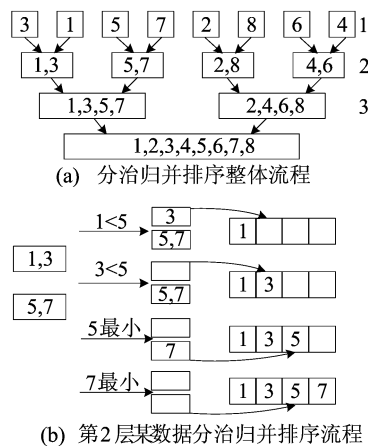 3 1 5 7 2 8 6 4 1
1,3 5,7 2,8 4,6 2
1,3,5,7 2,4,6,8 3
1,2,3,4,5,6,7,8
(a) 分治归并排序整体流程
1<5 3 5,7 1
1,3
3<5 5,7 1 3
5,7
5最小 7 1 3 5
7最小 1 3 5 7
(b) 第2层某数据分治归并排序流程